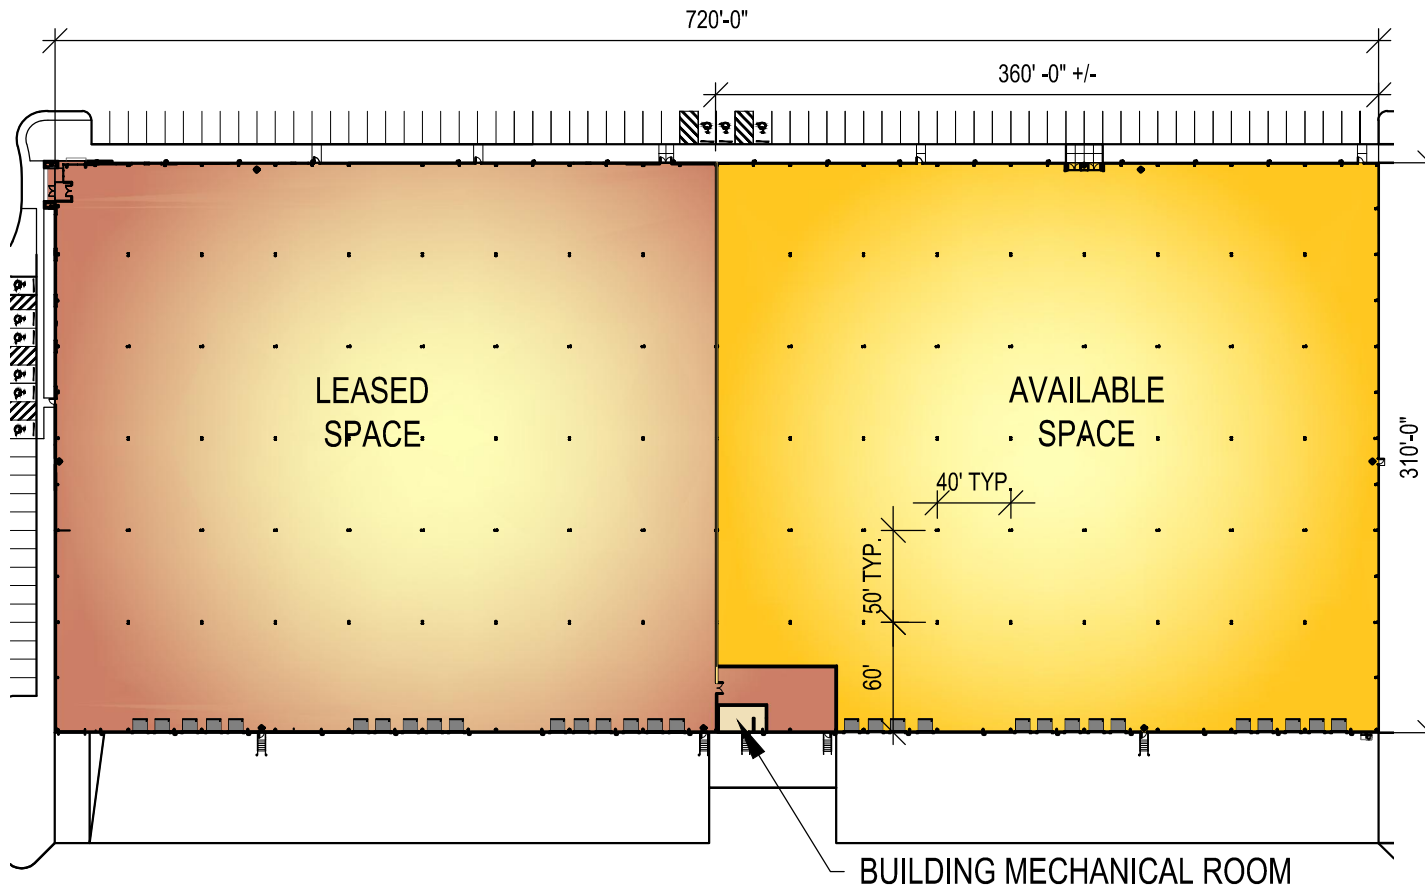 720'-0"
360' -0" +/-
LEASED
SPACE
AVAILABLE
SPACE
310'-0"
40' TYP.
50' TYP.
60'
BUILDING MECHANICAL ROOM